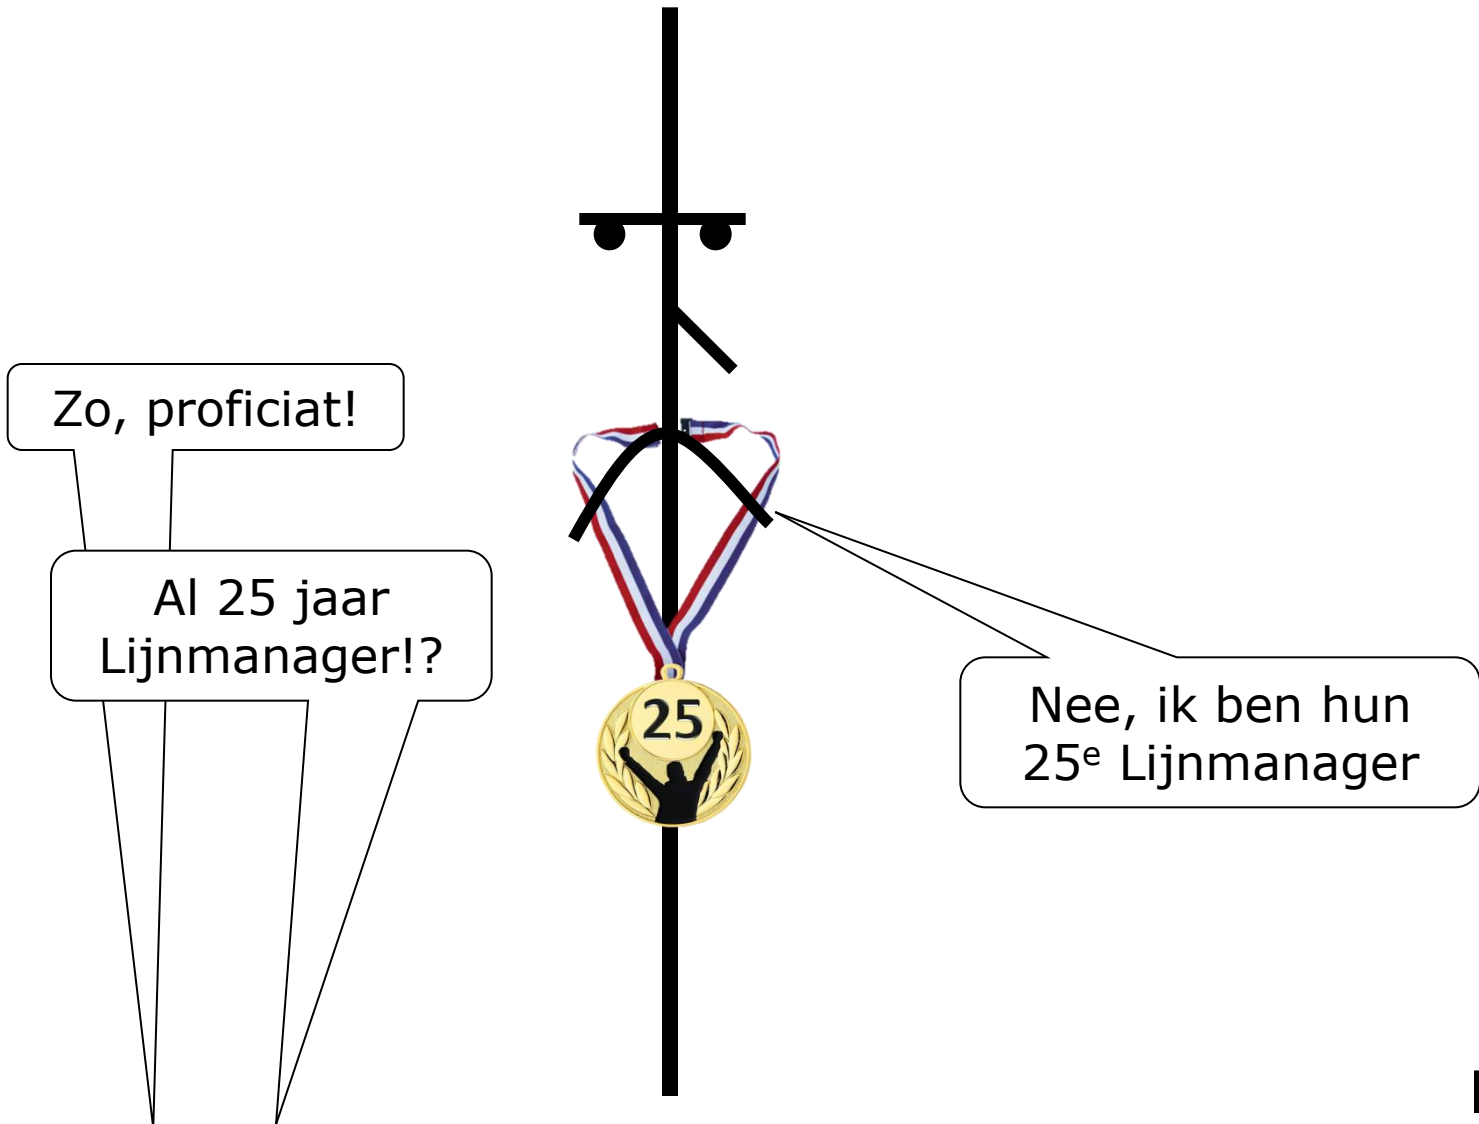 Zo, proficiat!
Al 25 jaar
Lijnmanager!?
25
Nee, ik ben hun
25e Lijnmanager